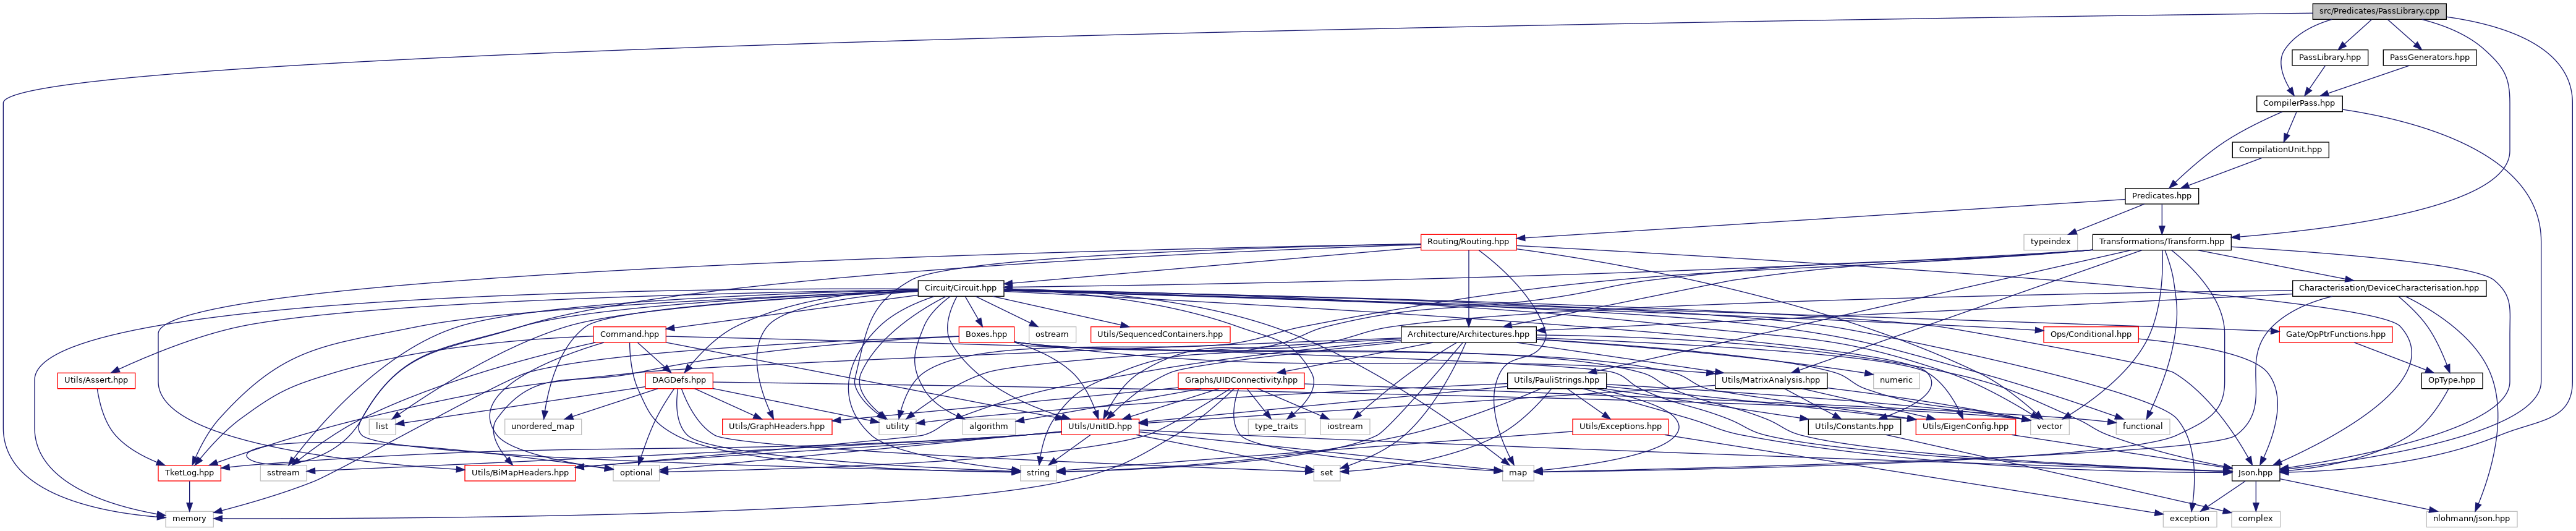 src/Predicates/PassLibrary.cpp
PassLibrary.hpp
PassGenerators.hpp
CompilerPass.hpp
CompilationUnit.hpp
Predicates.hpp
Routing/Routing.hpp
typeindex
Transformations/Transform.hpp
Circuit/Circuit.hpp
Characterisation/DeviceCharacterisation.hpp
Command.hpp
Boxes.hpp
ostream
Utils/SequencedContainers.hpp
Architecture/Architectures.hpp
Ops/Conditional.hpp
Gate/OpPtrFunctions.hpp
Utils/Assert.hpp
DAGDefs.hpp
Graphs/UIDConnectivity.hpp
Utils/PauliStrings.hpp
Utils/MatrixAnalysis.hpp
numeric
OpType.hpp
list
unordered_map
Utils/GraphHeaders.hpp
utility
algorithm
Utils/UnitID.hpp
type_traits
iostream
Utils/Exceptions.hpp
Utils/Constants.hpp
Utils/EigenConfig.hpp
vector
functional
TketLog.hpp
sstream
Utils/BiMapHeaders.hpp
optional
string
set
map
Json.hpp
memory
exception
complex
nlohmann/json.hpp